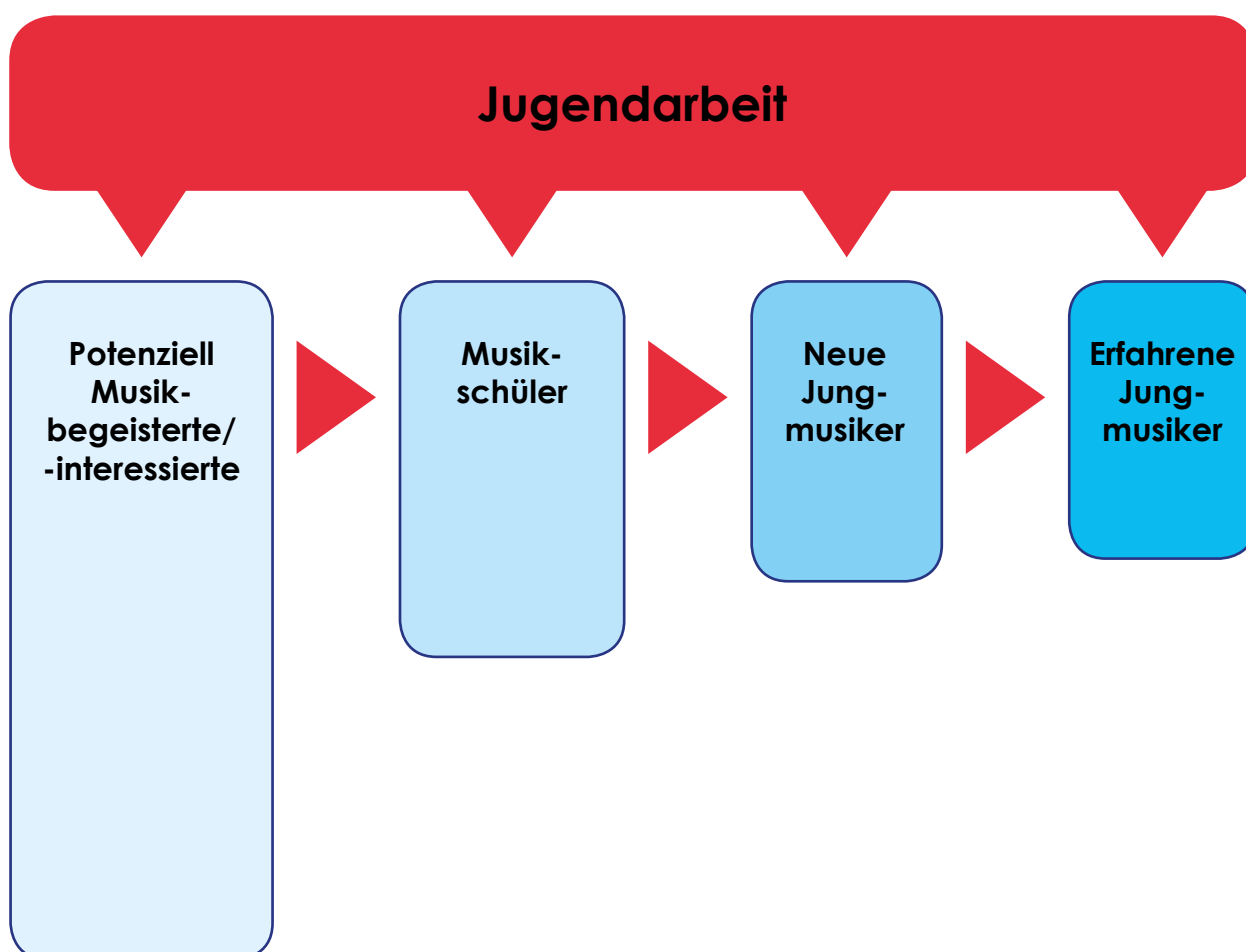 Jugendarbeit
Potenziell
Musik-
begeisterte/
-interessierte
Musik-
schüler
Neue
Jung-
musiker
Erfahrene
Jung-
musiker